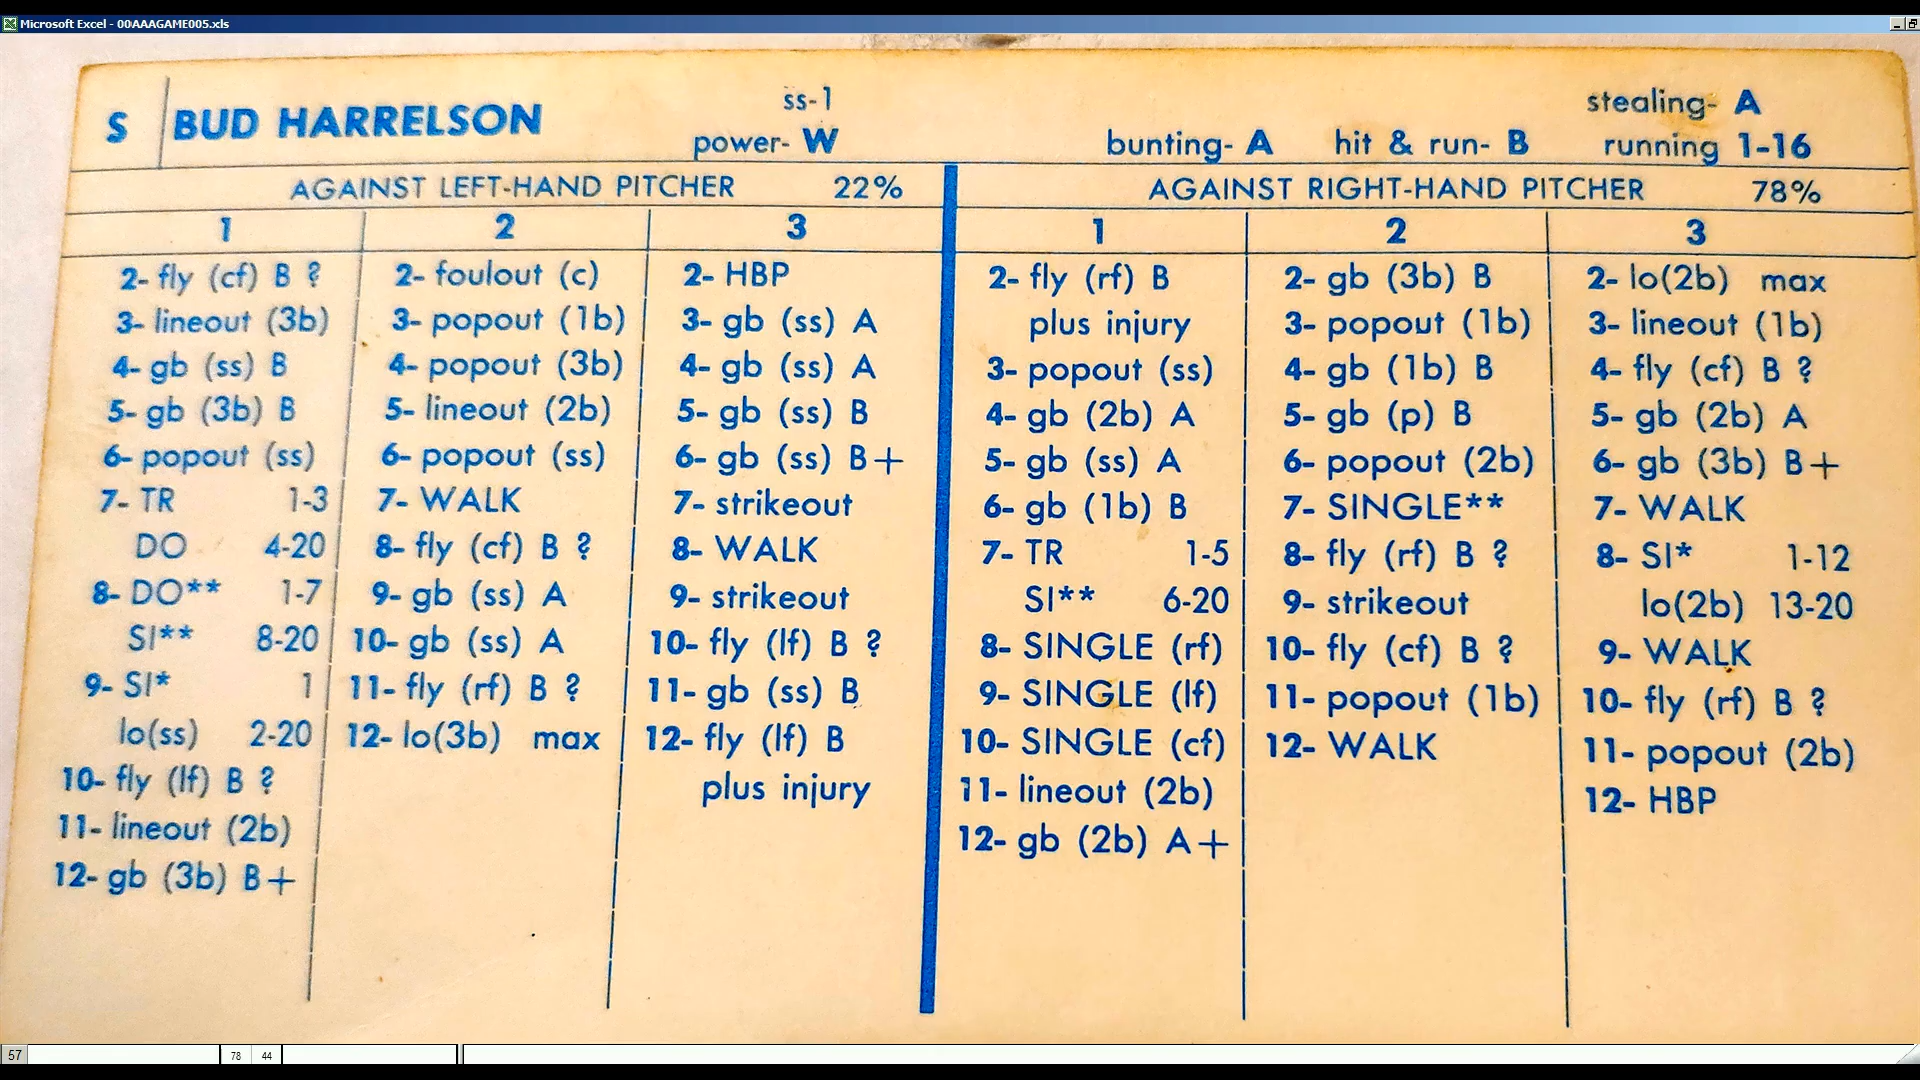 Microsoft Excel - 00AAAGAME005.xls
S BUD HARRELSON
ss-1
power- W
bunting- A hit & run- B
stealing- A
running 1-16
AGAINST LEFT-HAND PITCHER 22%
1
2- fly (cf) B ?
3- lineout (3b)
4- gb (ss) B
5- gb (3b) B
6- popout (ss)
7- TR 1-3
DO 4-20
8- DO** 1-7
SI** 8-20
9- SI* 1
lo(ss) 2-20
10- fly (lf) B ?
11- lineout (2b)
12- gb (3b) B+
2
2- foulout (c)
3- popout (1b)
4- popout (3b)
5- lineout (2b)
6- popout (ss)
7- WALK
8- fly (cf) B ?
9- gb (ss) A
10- gb (ss) A
11- fly (rf) B ?
12- lo(3b) max
3
2- HBP
3- gb (ss) A
4- gb (ss) A
5- gb (ss) B
6- gb (ss) B+
7- strikeout
8- WALK
9- strikeout
10- fly (lf) B ?
11- gb (ss) B
12- fly (lf) B
plus injury
AGAINST RIGHT-HAND PITCHER 78%
1
2- fly (rf) B
plus injury
3- popout (ss)
4- gb (2b) A
5- gb (ss) A
6- gb (1b) B
7- TR 1-5
SI** 6-20
8- SINGLE (rf)
9- SINGLE (lf)
10- SINGLE (cf)
11- lineout (2b)
12- gb (2b) A+
2
2- gb (3b) B
3- popout (1b)
4- gb (1b) B
5- gb (p) B
6- popout (2b)
7- SINGLE**
8- fly (rf) B ?
9- strikeout
10- fly (cf) B ?
11- popout (1b)
12- WALK
3
2- lo(2b) max
3- lineout (1b)
4- fly (cf) B ?
5- gb (2b) A
6- gb (3b) B+
7- WALK
8- SI* 1-12
lo(2b) 13-20
9- WALK
10- fly (rf) B ?
11- popout (2b)
12- HBP
57 78 44